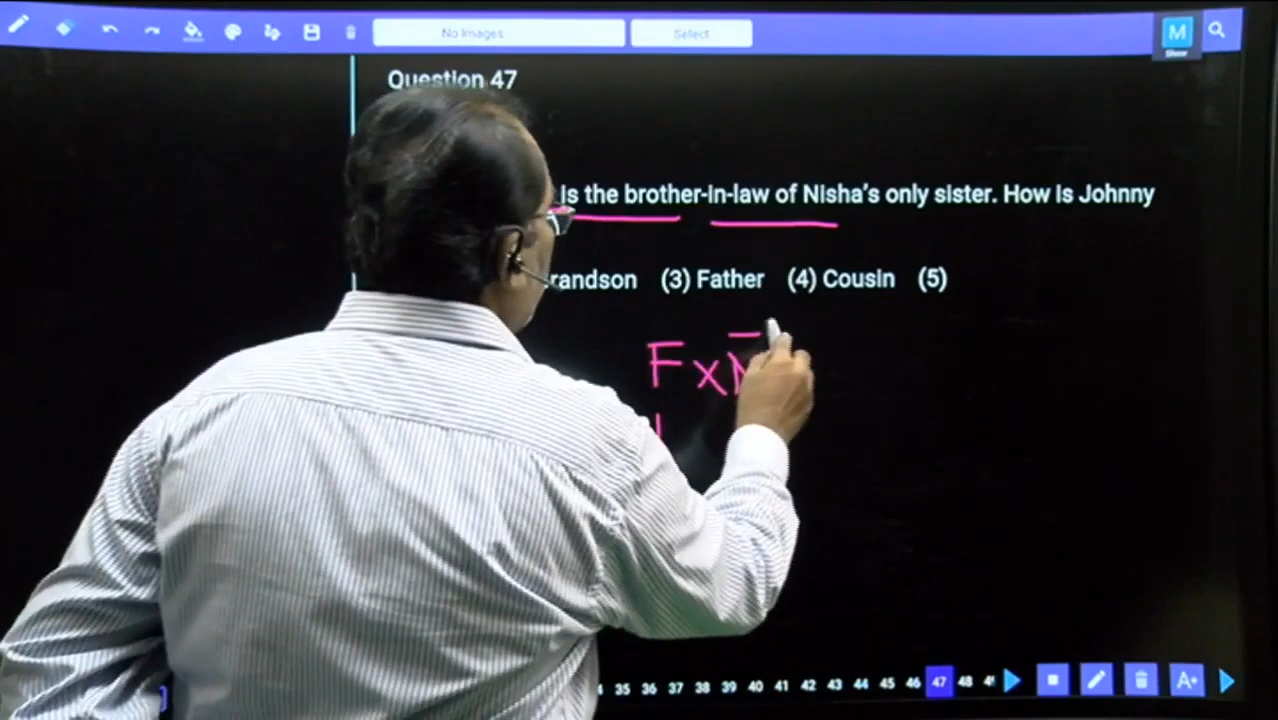 No Images Select M
Show
Question 47
is the brother-in-law of Nisha's only sister. How is Johnny
randson (3) Father (4) Cousin (5)
F x
35 36 37 38 39 40 41 42 43 44 45 46 47 48 A+